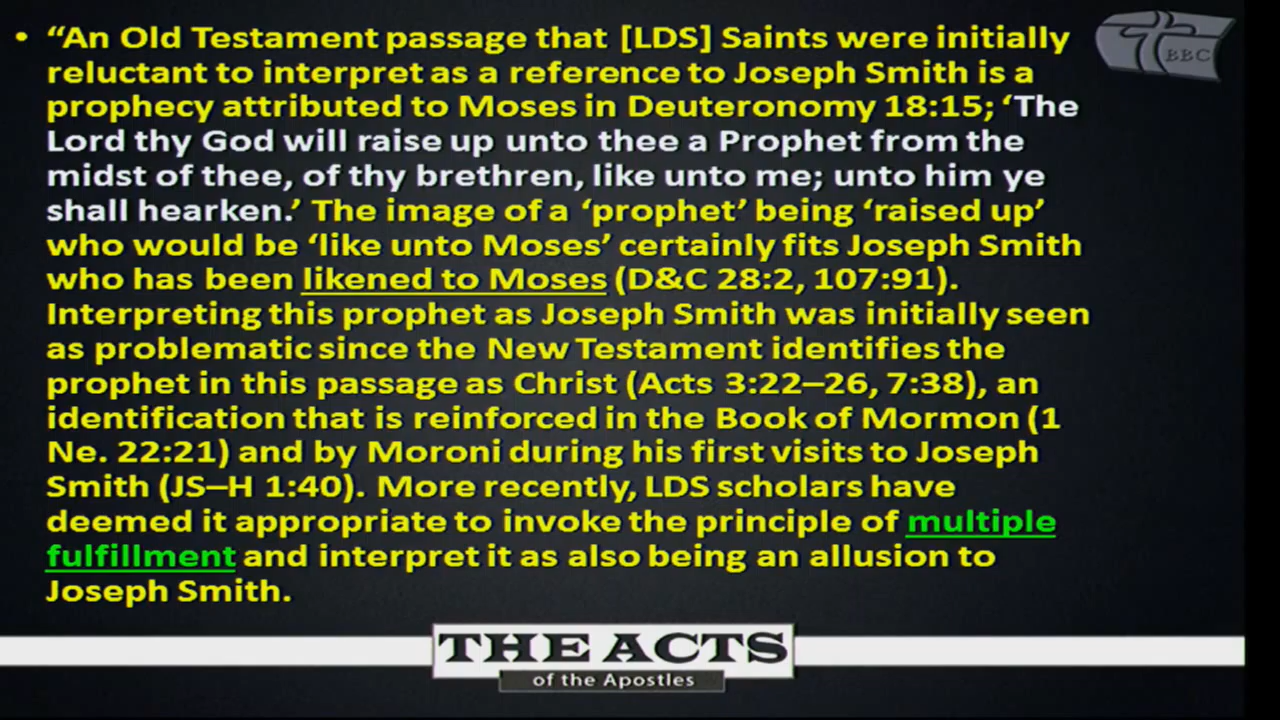 BBC
• “An Old Testament passage that [LDS] Saints were initially
reluctant to interpret as a reference to Joseph Smith is a
prophecy attributed to Moses in Deuteronomy 18:15; ‘The
Lord thy God will raise up unto thee a Prophet from the
midst of thee, of thy brethren, like unto me; unto him ye
shall hearken.’ The image of a ‘prophet’ being ‘raised up’
who would be ‘like unto Moses’ certainly fits Joseph Smith
who has been likened to Moses (D&C 28:2, 107:91).
Interpreting this prophet as Joseph Smith was initially seen
as problematic since the New Testament identifies the
prophet in this passage as Christ (Acts 3:22–26, 7:38), an
identification that is reinforced in the Book of Mormon (1
Ne. 22:21) and by Moroni during his first visits to Joseph
Smith (JS–H 1:40). More recently, LDS scholars have
deemed it appropriate to invoke the principle of multiple
fulfillment and interpret it as also being an allusion to
Joseph Smith.
THE ACTS
of the Apostles